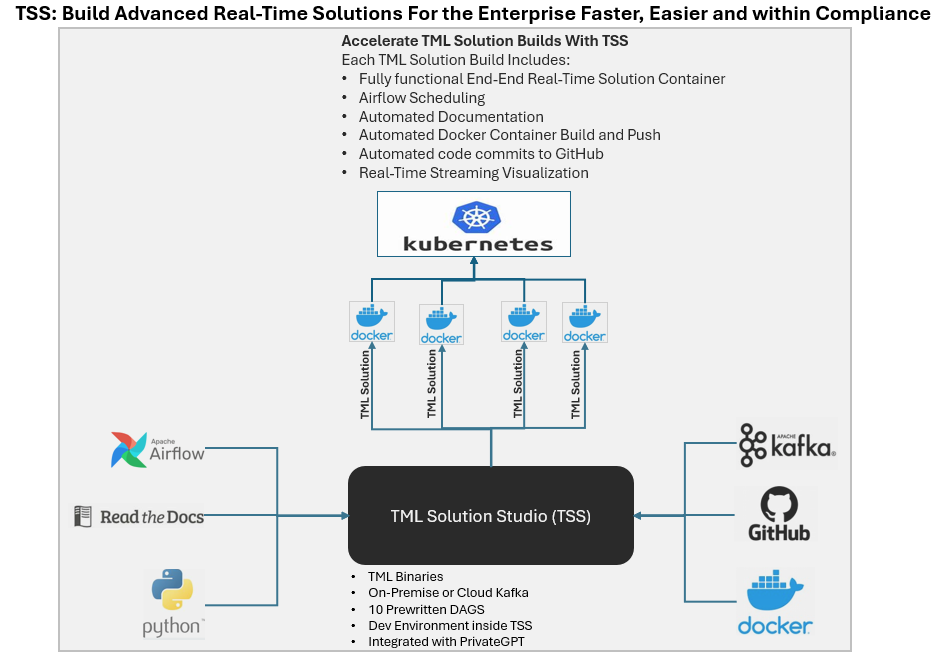 TSS: Build Advanced Real-Time Solutions For the Enterprise Faster, Easier and within Compliance
Accelerate TML Solution Builds With TSS
Each TML Solution Build Includes:
• Fully functional End-End Real-Time Solution Container
• Airflow Scheduling
• Automated Documentation
• Automated Docker Container Build and Push
• Automated code commits to GitHub
• Real-Time Streaming Visualization
kubernetes
docker
docker
docker
docker
TML Solution
TML Solution
TML Solution
TML Solution
Apache
Airflow
Read the Docs
python™
TML Solution Studio (TSS)
APACHE
kafka®
GitHub
docker
• TML Binaries
• On-Premise or Cloud Kafka
• 10 Prewritten DAGS
• Dev Environment inside TSS
• Integrated with PrivateGPT